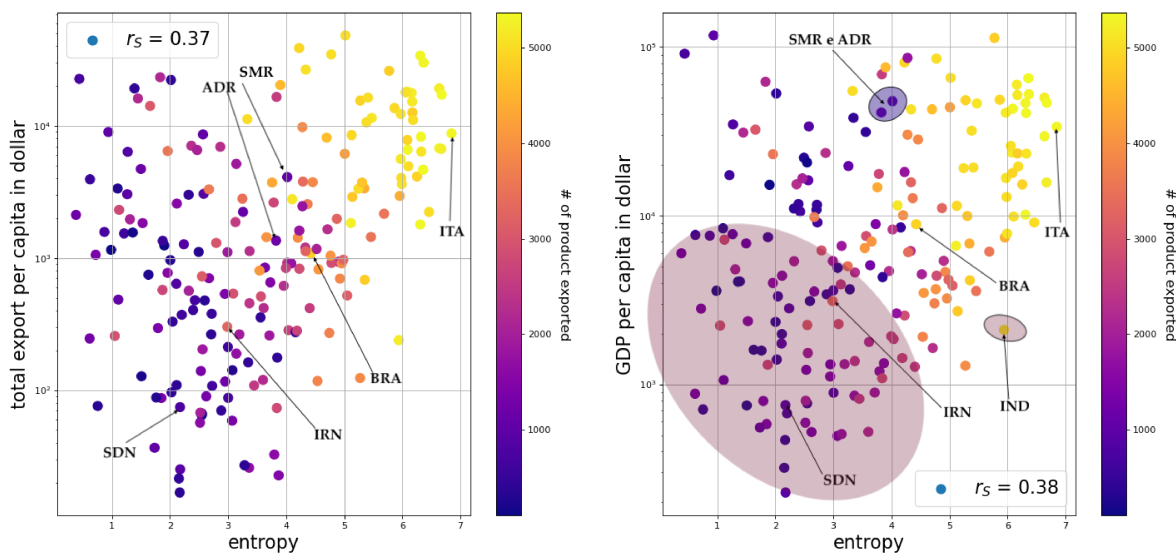 r_S = 0.37
SMR
ADR
ITA
BRA
IRN
SDN
10^4
10^3
10^2
total export per capita in dollar
1 2 3 4 5 6 7
entropy
5000
4000
3000
2000
1000
# of product exported
SMR e ADR
ITA
BRA
IND
IRN
SDN
r_S = 0.38
10^5
10^4
10^3
GDP per capita in dollar
1 2 3 4 5 6 7
entropy
5000
4000
3000
2000
1000
# of product exported